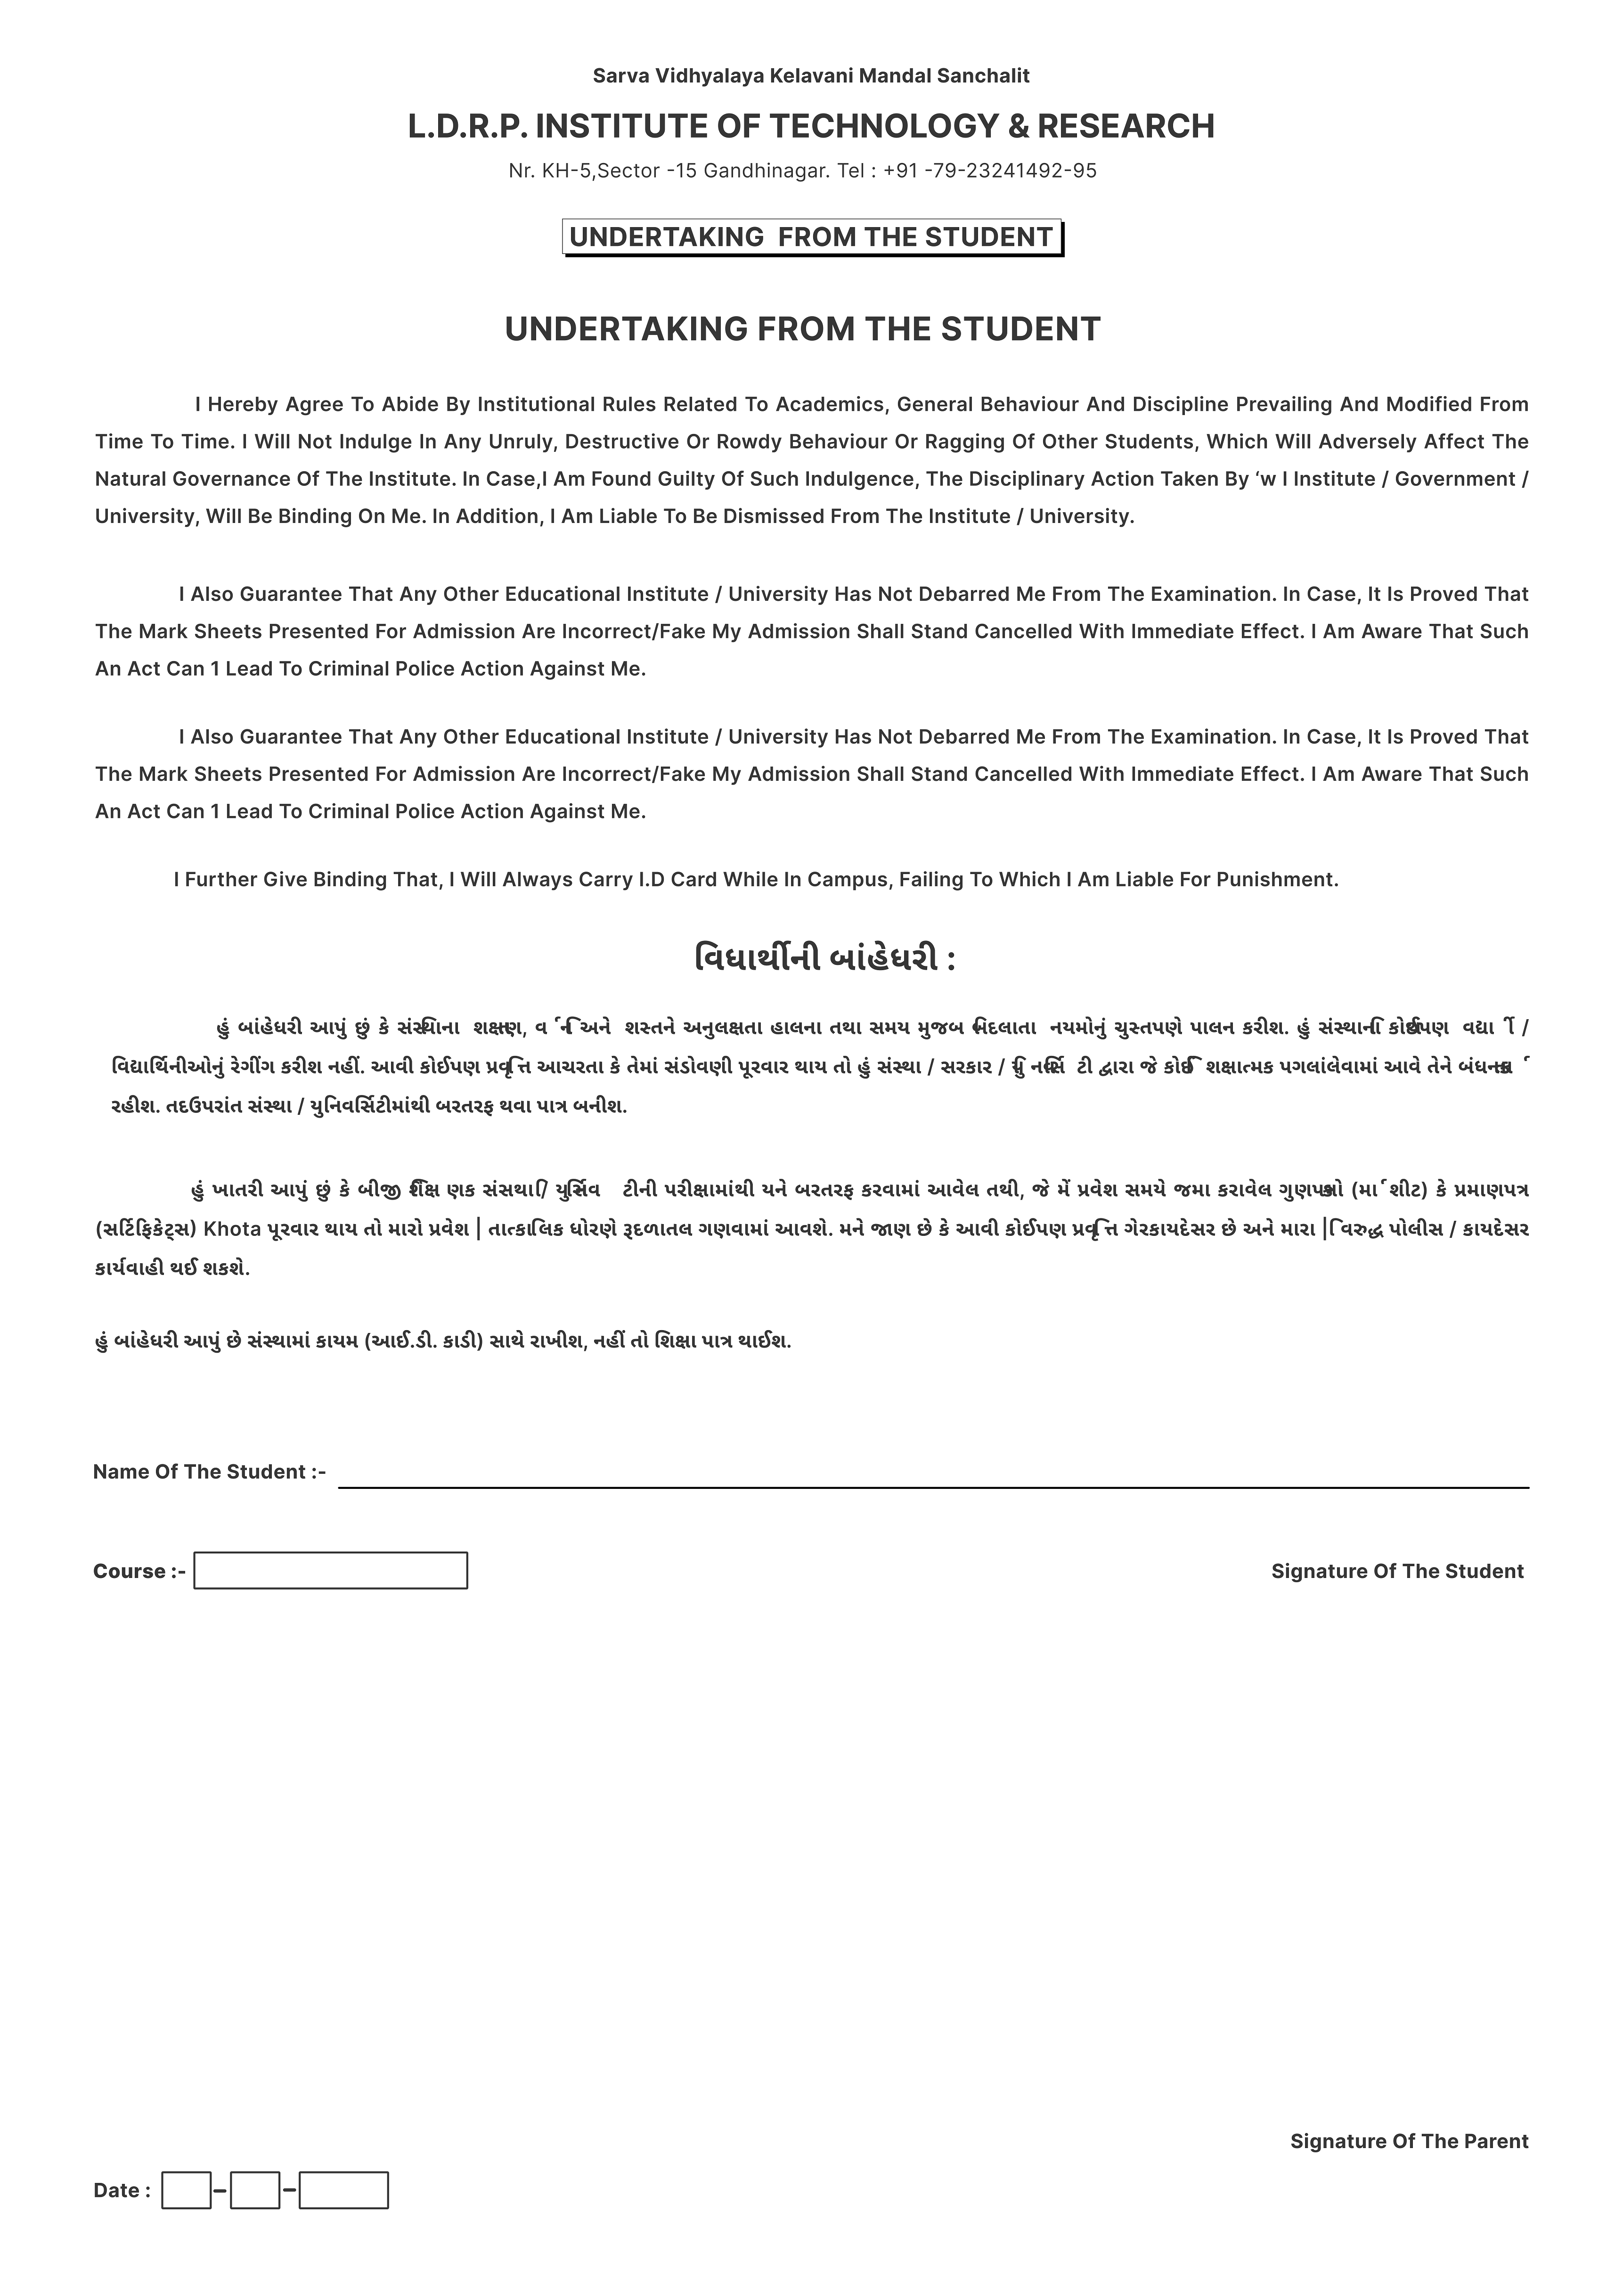 Sarva Vidhyalaya Kelavani Mandal Sanchalit
L.D.R.P. INSTITUTE OF TECHNOLOGY & RESEARCH
Nr. KH-5,Sector -15 Gandhinagar. Tel : +91 -79-23241492-95
UNDERTAKING FROM THE STUDENT
UNDERTAKING FROM THE STUDENT
I Hereby Agree To Abide By Institutional Rules Related To Academics, General Behaviour And Discipline Prevailing And Modified From
Time To Time. I Will Not Indulge In Any Unruly, Destructive Or Rowdy Behaviour Or Ragging Of Other Students, Which Will Adversely Affect The
Natural Governance Of The Institute. In Case,I Am Found Guilty Of Such Indulgence, The Disciplinary Action Taken By ‘w I Institute / Government /
University, Will Be Binding On Me. In Addition, I Am Liable To Be Dismissed From The Institute / University.
I Also Guarantee That Any Other Educational Institute / University Has Not Debarred Me From The Examination. In Case, It Is Proved That
The Mark Sheets Presented For Admission Are Incorrect/Fake My Admission Shall Stand Cancelled With Immediate Effect. I Am Aware That Such
An Act Can 1 Lead To Criminal Police Action Against Me.
I Also Guarantee That Any Other Educational Institute / University Has Not Debarred Me From The Examination. In Case, It Is Proved That
The Mark Sheets Presented For Admission Are Incorrect/Fake My Admission Shall Stand Cancelled With Immediate Effect. I Am Aware That Such
An Act Can 1 Lead To Criminal Police Action Against Me.
I Further Give Binding That, I Will Always Carry I.D Card While In Campus, Failing To Which I Am Liable For Punishment.
વિધાર્થીની બાંહેધરી :
હું બાંહેધરી આપું છું કે અને શસ્તને અનુલક્ષતા હાલના તથા સમય મુજબ નયમોનું ચુસ્તપણે પાલન કરીશ. હું /
વિદ્યાર્થિનીઓનું રેગીંગ કરીશ નહીં. આવી કોઈપણ પ્રવૃત્તિ આચરતા કે તેમાં સંડોવણી પૂરવાર થાય તો હું સંસ્થા / સરકાર / ટી દ્વારા જે શક્ષાત્મક પગલાંલેવામાં આવે તેને
રહીશ. તદઉપરાંત સંસ્થા / યુનિવર્સિટીમાંથી બરતરફ થવા પાત્ર બનીશ.
હું ખાતરી આપું છું કે બીજી ણક ટીની પરીક્ષામાંથી યને બરતરફ કરવામાં આવેલ તથી, જે મેં પ્રવેશ સમયે જમા કરાવેલ કે પ્રમાણપત્ર
(સર્ટિફિકેટ્સ) Khota પૂરવાર થાય તો મારો પ્રવેશ | તાત્કાલિક ધોરણે રૂદળાતલ ગણવામાં આવશે. મને જાણ છે કે આવી કોઈપણ પ્રવૃત્તિ ગેરકાયદેસર છે અને મારા | વિરુદ્ધ પોલીસ / કાયદેસર
કાર્યવાહી થઈ શકશે.
હું બાંહેધરી આપું છે સંસ્થામાં કાયમ (આઈ.ડી. કાડી) સાથે રાખીશ, નહીં તો શિક્ષા પાત્ર થાઈશ.
Name Of The Student :-
Course :- Signature Of The Student
Signature Of The Parent
Date : – –